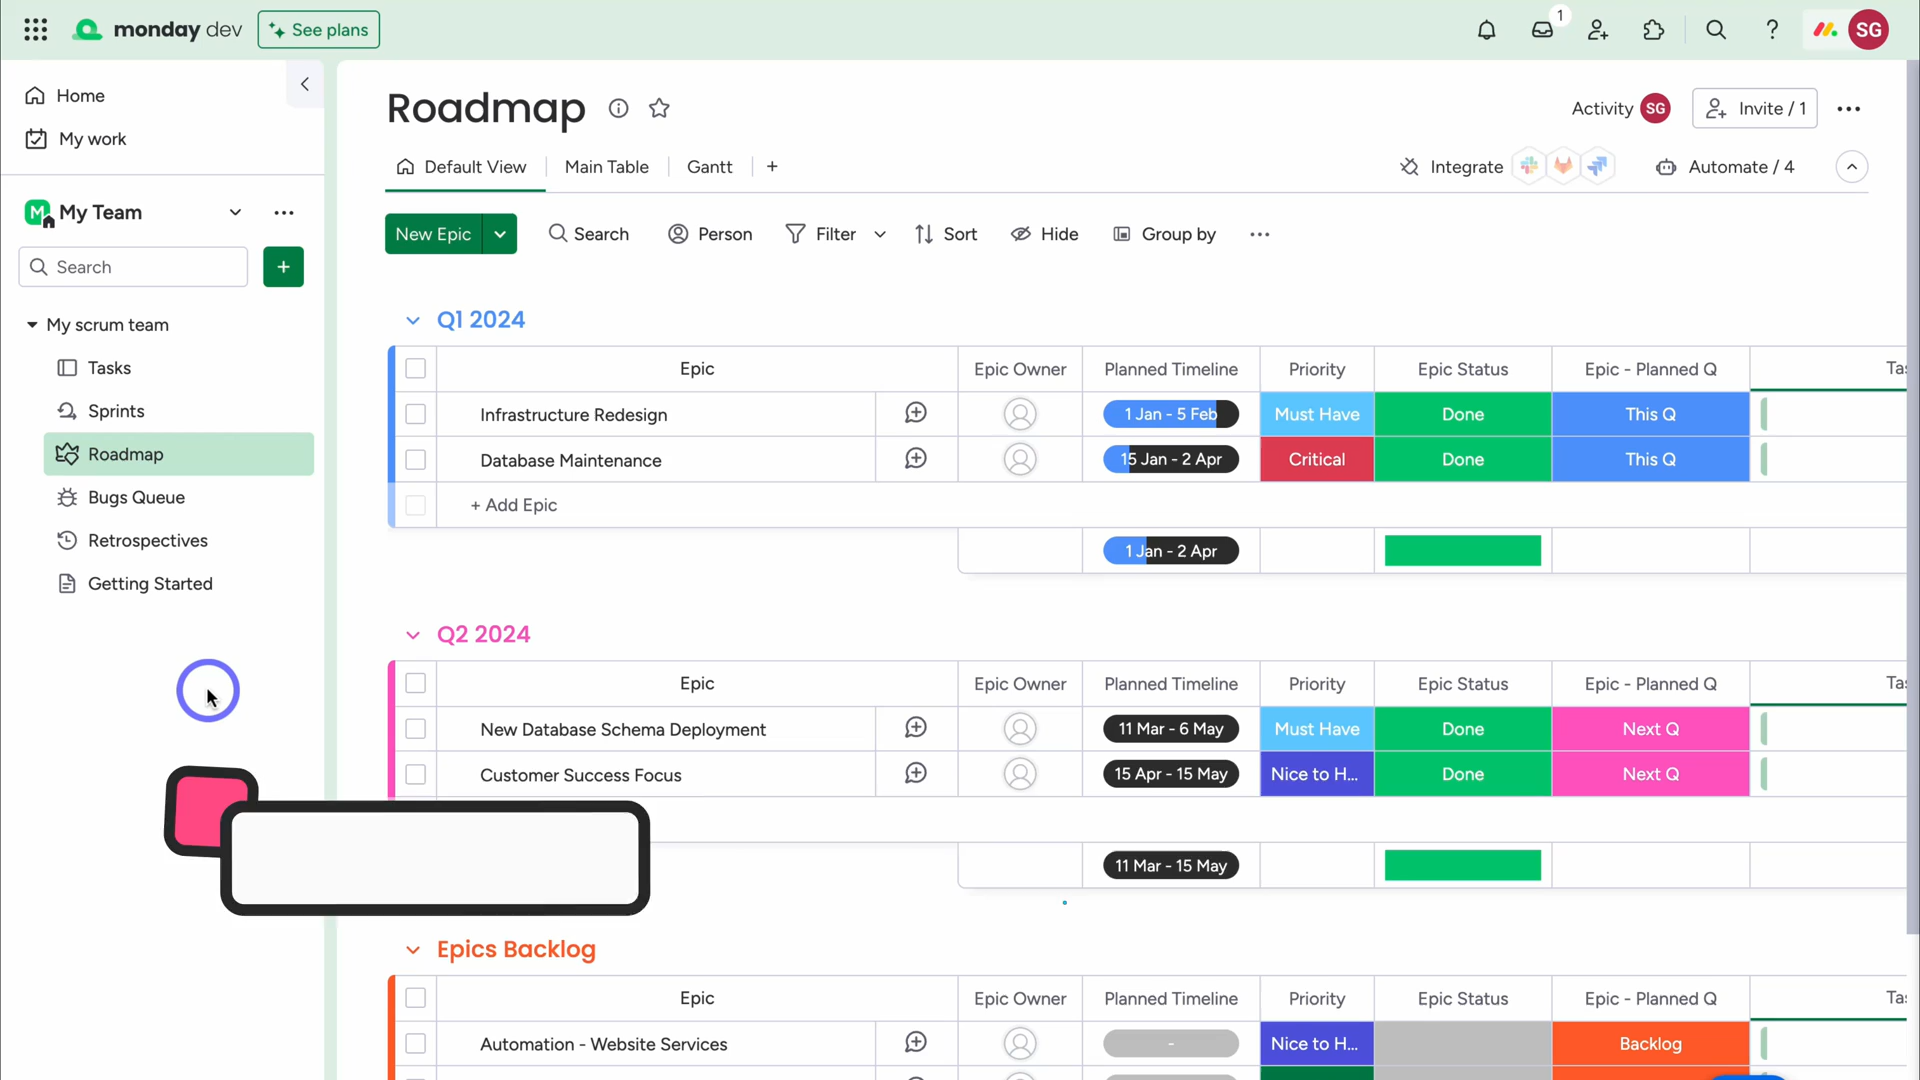 monday dev
See plans
1
SG
Home
My work
M My Team
Search
+
My scrum team
Tasks
Sprints
Roadmap
Bugs Queue
Retrospectives
Getting Started
Roadmap
Activity SG
Invite / 1
Default View
Main Table
Gantt
+
Integrate
Automate / 4
New Epic
Search
Person
Filter
Sort
Hide
Group by
Q1 2024
Epic Epic Owner Planned Timeline Priority Epic Status Epic - Planned Q Tas
Infrastructure Redesign 1 Jan - 5 Feb Must Have Done This Q
Database Maintenance 15 Jan - 2 Apr Critical Done This Q
+ Add Epic
1 Jan - 2 Apr
Q2 2024
Epic Epic Owner Planned Timeline Priority Epic Status Epic - Planned Q Tas
New Database Schema Deployment 11 Mar - 6 May Must Have Done Next Q
Customer Success Focus 15 Apr - 15 May Nice to H... Done Next Q
11 Mar - 15 May
Epics Backlog
Epic Epic Owner Planned Timeline Priority Epic Status Epic - Planned Q Tas
Automation - Website Services - Nice to H... Backlog